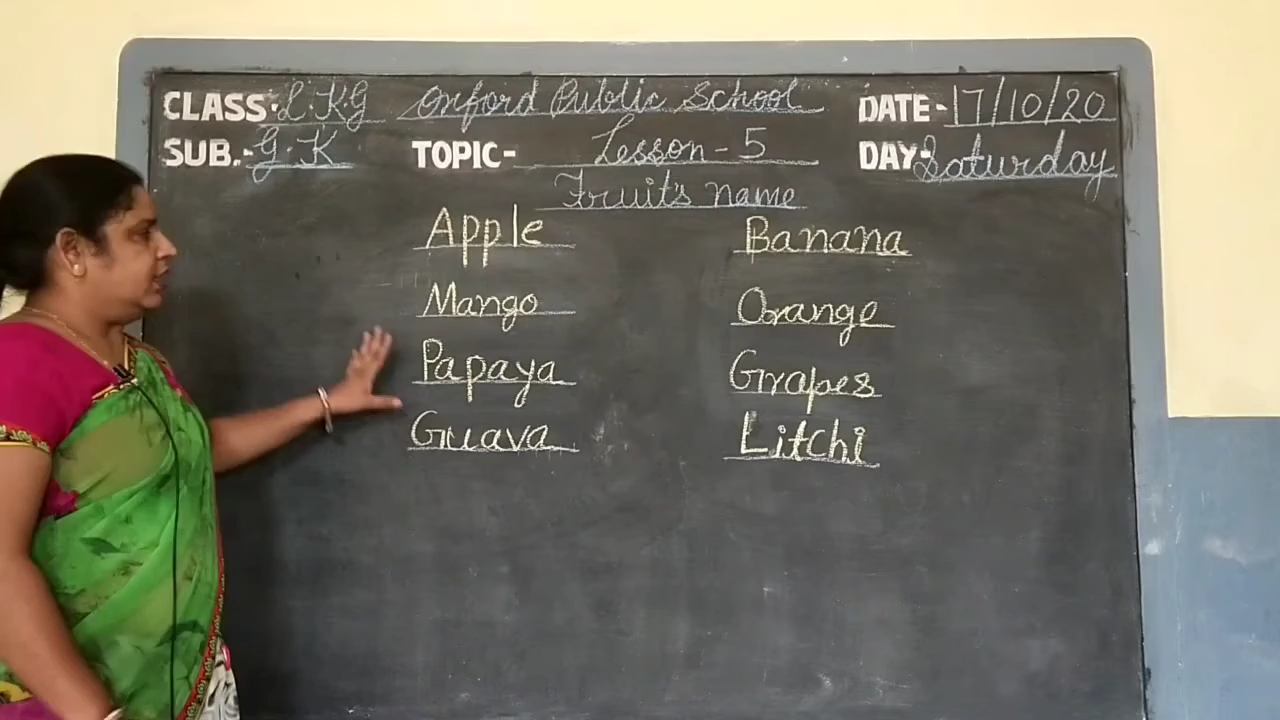 CLASS- L.K.G Oxford Public School DATE- 17/10/20
SUB.- G.K TOPIC- Lesson-5 DAY- Saturday
Fruit's name
Apple Banana
Mango Orange
Papaya Grapes
Guava Litchi